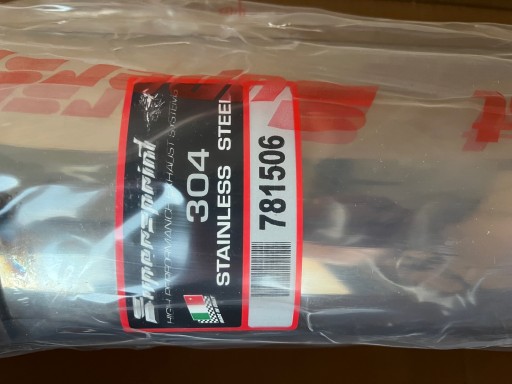 Supersprint
HIGH PERFORMANCE EXHAUST SYSTEMS
304
STAINLESS STEEL
781506